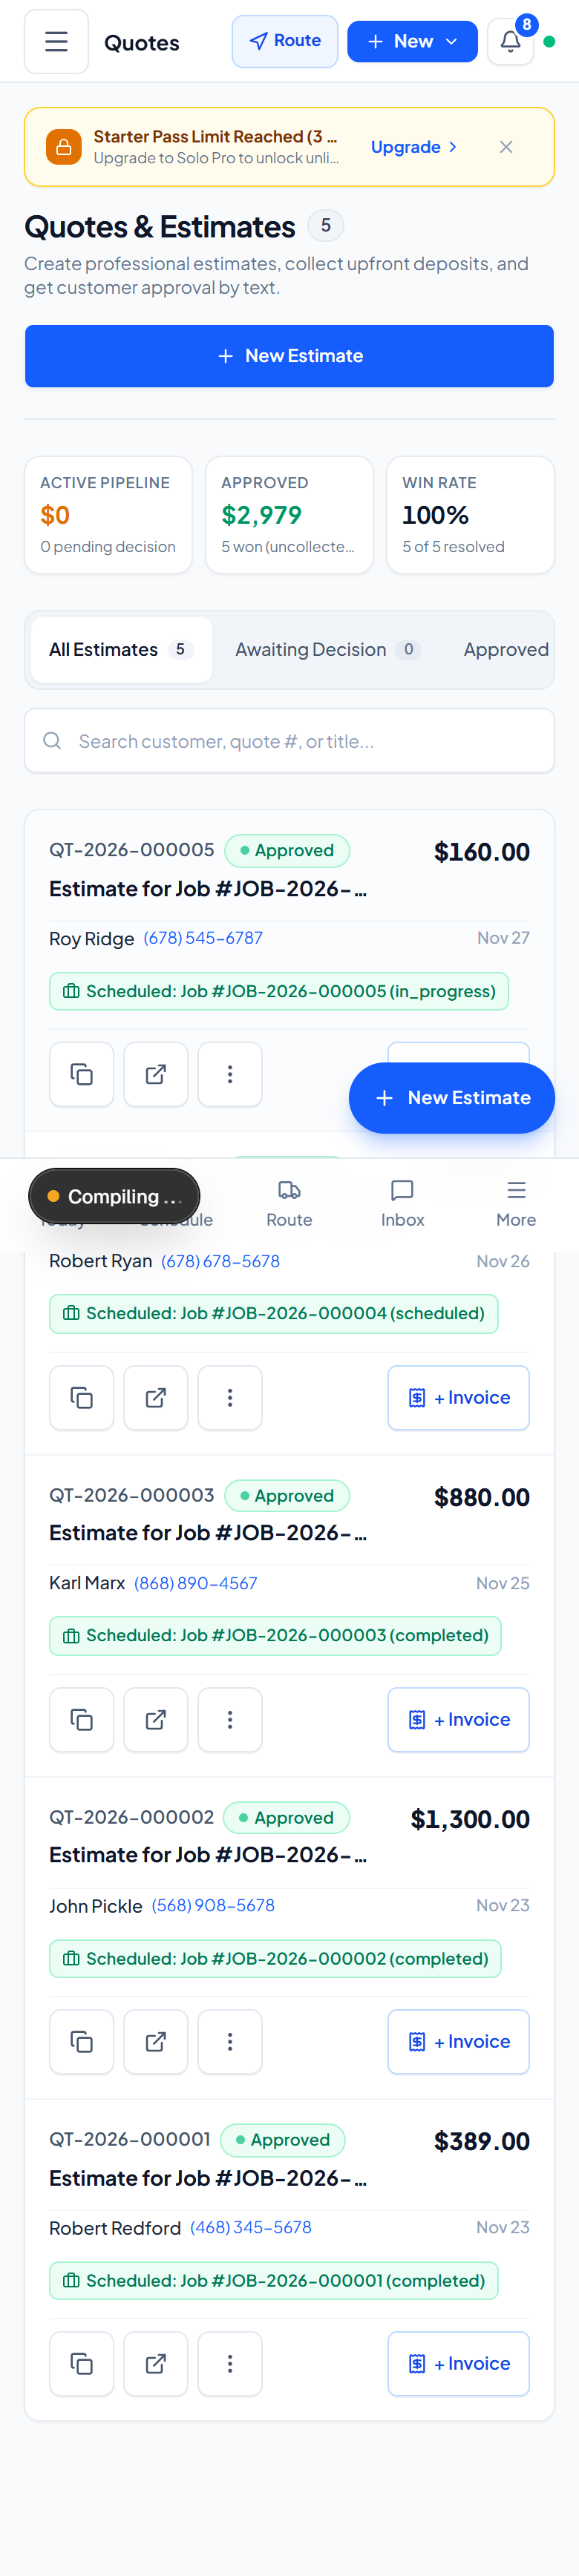 Quotes
Route
New
8
Starter Pass Limit Reached (3 ...
Upgrade to Solo Pro to unlock unli...
Upgrade
Quotes & Estimates 5
Create professional estimates, collect upfront deposits, and
get customer approval by text.
New Estimate
ACTIVE PIPELINE
$0
0 pending decision
APPROVED
$2,979
5 won (uncollecte...
WIN RATE
100%
5 of 5 resolved
All Estimates 5
Awaiting Decision 0
Approved
Search customer, quote #, or title...
QT-2026-000005 Approved $160.00
Estimate for Job #JOB-2026-...
Roy Ridge (678) 545-6787 Nov 27
Scheduled: Job #JOB-2026-000005 (in_progress)
New Estimate
Compiling ...
Route
Inbox
More
Robert Ryan (678) 678-5678 Nov 26
Scheduled: Job #JOB-2026-000004 (scheduled)
+ Invoice
QT-2026-000003 Approved $880.00
Estimate for Job #JOB-2026-...
Karl Marx (868) 890-4567 Nov 25
Scheduled: Job #JOB-2026-000003 (completed)
+ Invoice
QT-2026-000002 Approved $1,300.00
Estimate for Job #JOB-2026-...
John Pickle (568) 908-5678 Nov 23
Scheduled: Job #JOB-2026-000002 (completed)
+ Invoice
QT-2026-000001 Approved $389.00
Estimate for Job #JOB-2026-...
Robert Redford (468) 345-5678 Nov 23
Scheduled: Job #JOB-2026-000001 (completed)
+ Invoice